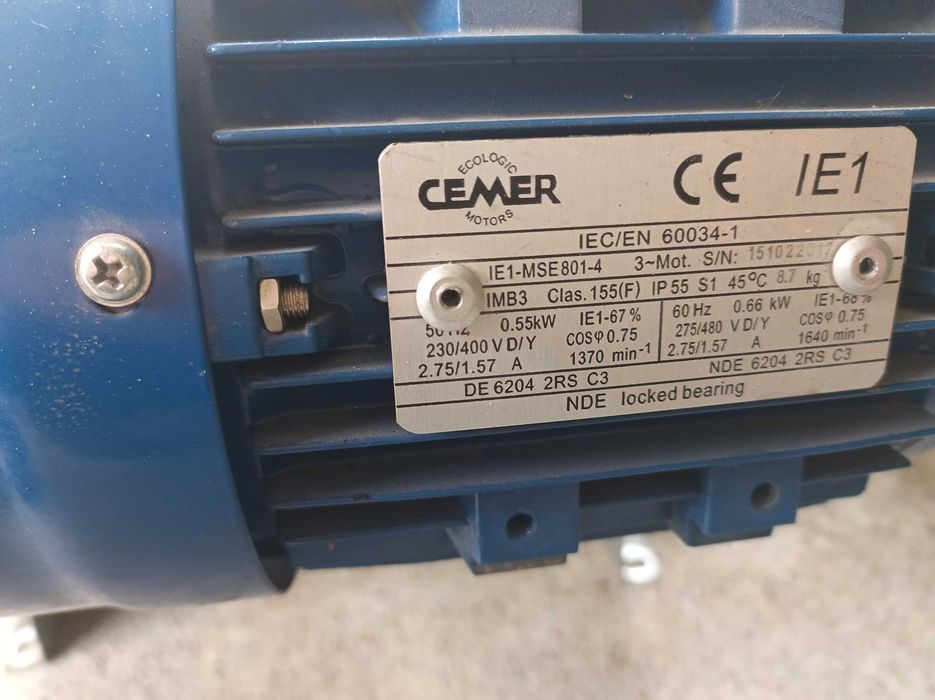 ECOLOGIC
CEMER
MOTORS
CE IE1
IEC/EN 60034-1
IE1-MSE801-4 3~Mot. S/N:
IMB3 Clas.155(F) IP55 S1 45°C 8.7 kg
0.55kW IE1-67% 60 Hz 0.66 kW
230/400 V D/Y COSφ 0.75 275/480 V D/Y COSφ 0.75
2.75/1.57 A 1370 min⁻¹ 2.75/1.57 A 1640 min⁻¹
DE 6204 2RS C3 NDE 6204 2RS C3
NDE locked bearing